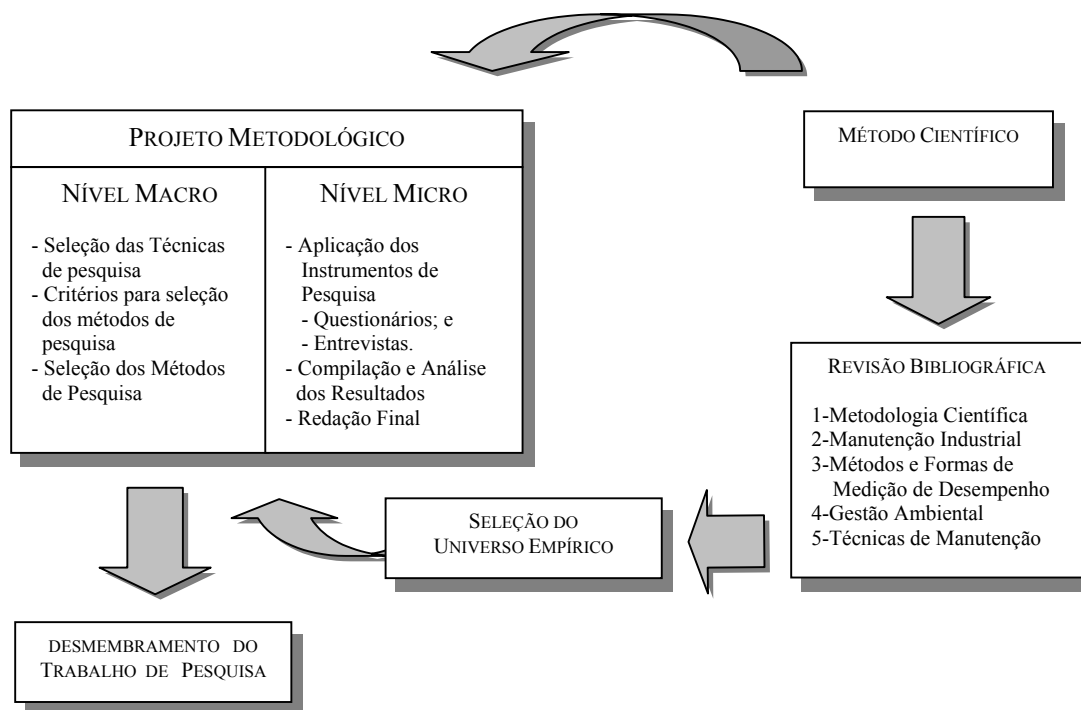 PROJETO METODOLÓGICO
NÍVEL MACRO
- Seleção das Técnicas
de pesquisa
- Critérios para seleção
dos métodos de
pesquisa
- Seleção dos Métodos
de Pesquisa
NÍVEL MICRO
- Aplicação dos
Instrumentos de
Pesquisa
- Questionários; e
- Entrevistas.
- Compilação e Análise
dos Resultados
- Redação Final
MÉTODO CIENTÍFICO
REVISÃO BIBLIOGRÁFICA
1-Metodologia Científica
2-Manutenção Industrial
3-Métodos e Formas de
Medição de Desempenho
4-Gestão Ambiental
5-Técnicas de Manutenção
SELEÇÃO DO
UNIVERSO EMPÍRICO
DESMEMBRAMENTO DO
TRABALHO DE PESQUISA